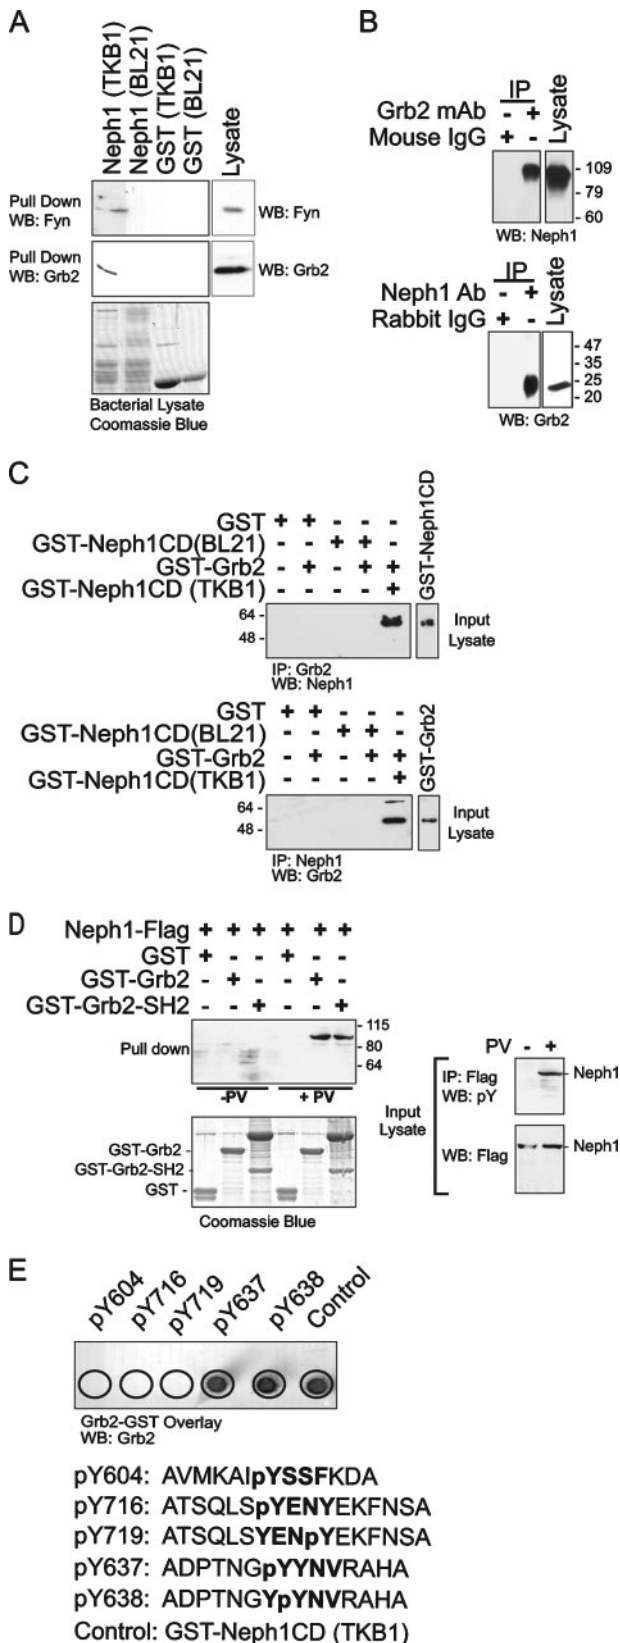 A
Neph1 (TKB1)
Neph1 (BL21)
GST (TKB1)
GST (BL21)
Lysate
Pull Down
WB: Fyn
WB: Fyn
Pull Down
WB: Grb2
WB: Grb2
Bacterial Lysate
Coomassie Blue
B
IP
Lysate
Grb2 mAb - +
Mouse IgG + -
- 109
- 79
- 60
WB: Neph1
IP
Lysate
Neph1 Ab - +
Rabbit IgG + -
- 47
- 35
- 25
- 20
WB: Grb2
C
GST + + - - -
GST-Neph1CD(BL21) - - + + -
GST-Grb2 - + - + +
GST-Neph1CD (TKB1) - - - - +
GST-Neph1CD
64 -
48 -
Input
Lysate
IP: Grb2
WB: Neph1
GST + + - - -
GST-Neph1CD(BL21) - - + + -
GST-Grb2 - + - + +
GST-Neph1CD(TKB1) - - - - +
GST-Grb2
64 -
48 -
Input
Lysate
IP: Neph1
WB: Grb2
D
Neph1-Flag + + + + + +
GST + - - + - -
GST-Grb2 - + - - + -
GST-Grb2-SH2 - - + - - +
Pull down
- 115
- 80
- 64
-PV
+ PV
GST-Grb2-
GST-Grb2-SH2-
GST -
Coomassie Blue
Input
Lysate
PV - +
IP: Flag
WB: pY
-Neph1
WB: Flag
-Neph1
E
pY604
pY716
pY719
pY637
pY638
Control
Grb2-GST Overlay
WB: Grb2
pY604: AVMKAIpYSSFKDA
pY716: ATSQLSpYENYEKFNSA
pY719: ATSQLSYENpYEKFNSA
pY637: ADPTNGpYYNVRAHA
pY638: ADPTNGYpYNVRAHA
Control: GST-Neph1CD (TKB1)